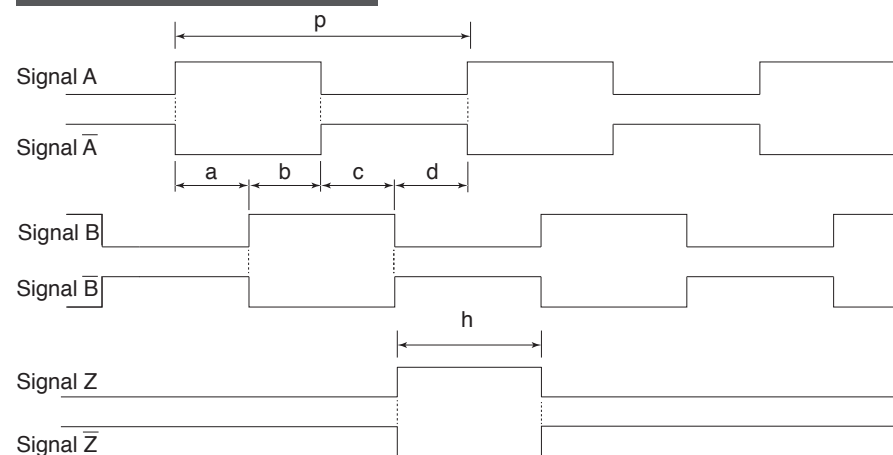 p
Signal A
Signal A̅
a b c d
Signal B
Signal B̅
h
Signal Z
Signal Z̅